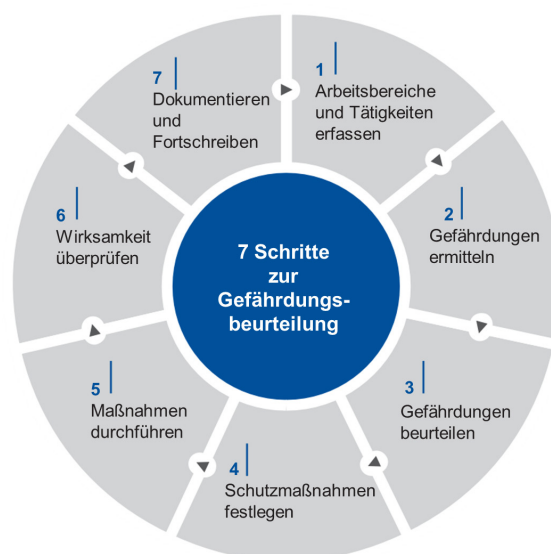 7 Schritte
zur
Gefährdungs-
beurteilung
1
Arbeitsbereiche
und Tätigkeiten
erfassen
2
Gefährdungen
ermitteln
3
Gefährdungen
beurteilen
4
Schutzmaßnahmen
festlegen
5
Maßnahmen
durchführen
6
Wirksamkeit
überprüfen
7
Dokumentieren
und
Fortschreiben